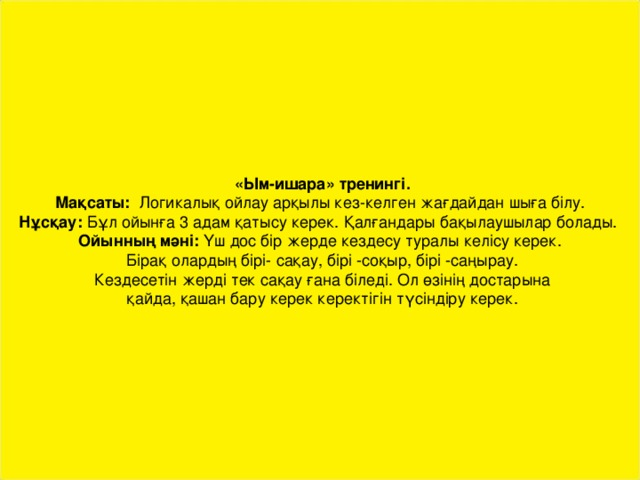 «Ым-ишара» тренингі.
Мақсаты: Логикалық ойлау арқылы кез-келген жағдайдан шыға білу.
Нұсқау: Бұл ойынға 3 адам қатысу керек. Қалғандары бақылаушылар болады.
Ойынның мәні: Үш дос бір жерде кездесу туралы келісу керек.
Бірақ олардың бірі- сақау, бірі -соқыр, бірі -саңырау.
Кездесетін жерді тек сақау ғана біледі. Ол өзінің достарына
қайда, қашан бару керек керектігін түсіндіру керек.